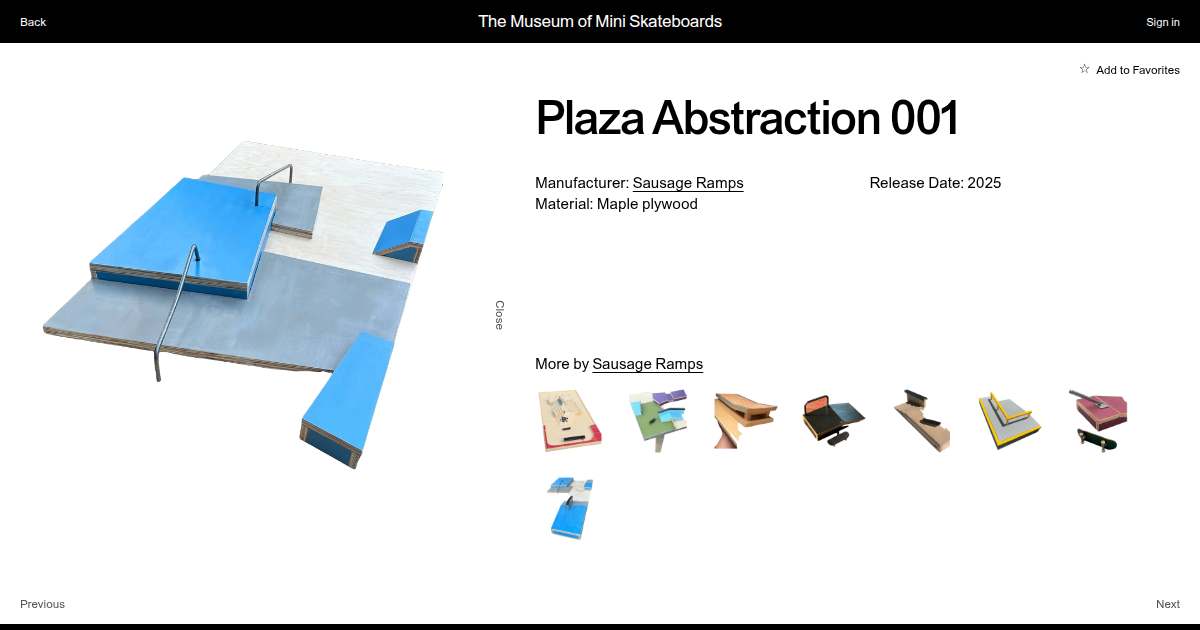 Back
The Museum of Mini Skateboards
Sign in
☆ Add to Favorites
Plaza Abstraction 001
Manufacturer: Sausage Ramps
Release Date: 2025
Material: Maple plywood
Close
More by Sausage Ramps
Previous
Next